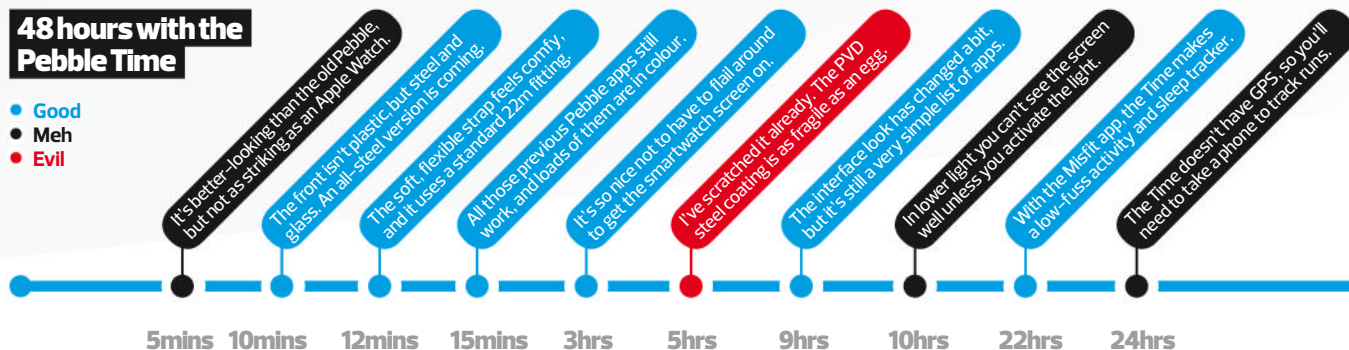 48 hours with the
Pebble Time
Good
Meh
Evil
It's better-looking than the old Pebble,
but not as striking as an Apple Watch.
The front isn't plastic, but steel and
glass. An all-steel version is coming.
The soft, flexible strap feels comfy,
and it uses a standard 22m fitting.
All those previous Pebble apps still
work, and loads of them are in colour.
It's so nice not to have to flail around
to get the smartwatch screen on.
I've scratched it already. The PVD
steel coating is as fragile as an egg.
The interface look has changed a bit,
but it's still a very simple list of apps.
In lower light you can't see the screen
well unless you activate the light.
With the Misfit app, the Time makes
a low-fuss activity and sleep tracker.
The Time doesn't have GPS, so you'll
need to take a phone to track runs.
5mins 10mins 12mins 15mins 3hrs 5hrs 9hrs 10hrs 22hrs 24hrs